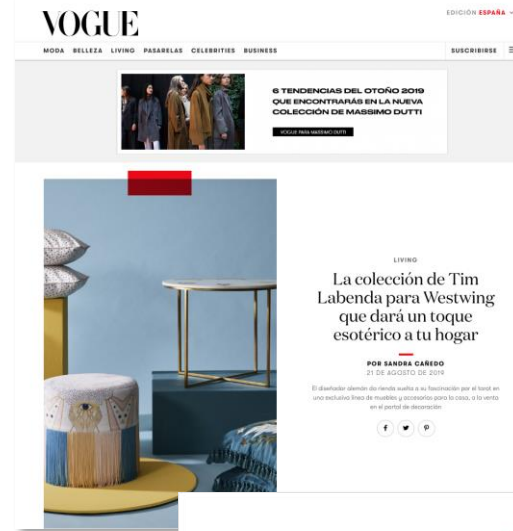 VOGUE
EDICIÓN ESPAÑA
MODA BELLEZA LIVING PASARELAS CELEBRITIES BUSINESS
SUSCRIBIRSE
6 TENDENCIAS DEL OTOÑO 2019
QUE ENCONTRARÁS EN LA NUEVA
COLECCIÓN DE MASSIMO DUTTI
VOGUE PARA MASSIMO DUTTI
LIVING
La colección de Tim
Labenda para Westwing
que dará un toque
esotérico a tu hogar
POR SANDRA CAÑEDO
21 DE AGOSTO DE 2019
El diseñador alemán da rienda suelta a su fascinación por el tarot en
una exclusiva línea de muebles y accesorios para la casa, a la venta
en el portal de decoración